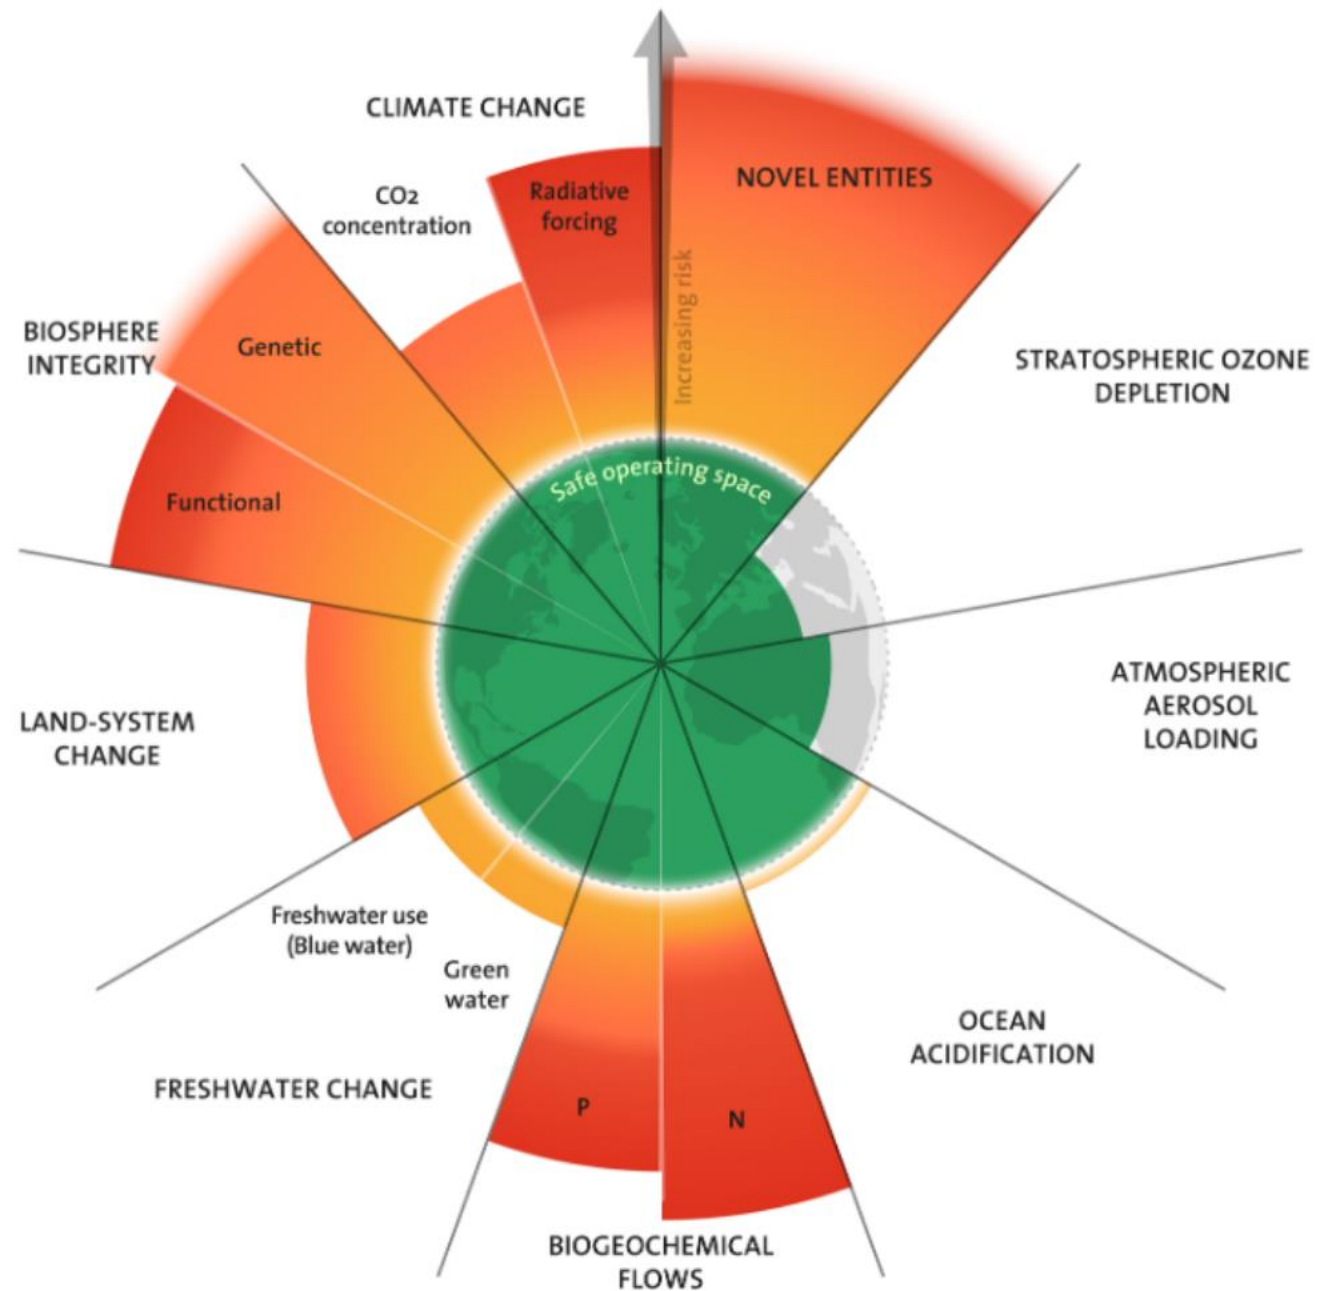 CLIMATE CHANGE
CO2
concentration
Radiative
forcing
NOVEL ENTITIES
Increasing risk
BIOSPHERE
INTEGRITY
Genetic
Functional
STRATOSPHERIC OZONE
DEPLETION
Safe operating space
ATMOSPHERIC
AEROSOL
LOADING
LAND-SYSTEM
CHANGE
Freshwater use
(Blue water)
Green
water
FRESHWATER CHANGE
P
N
OCEAN
ACIDIFICATION
BIOGEOCHEMICAL
FLOWS